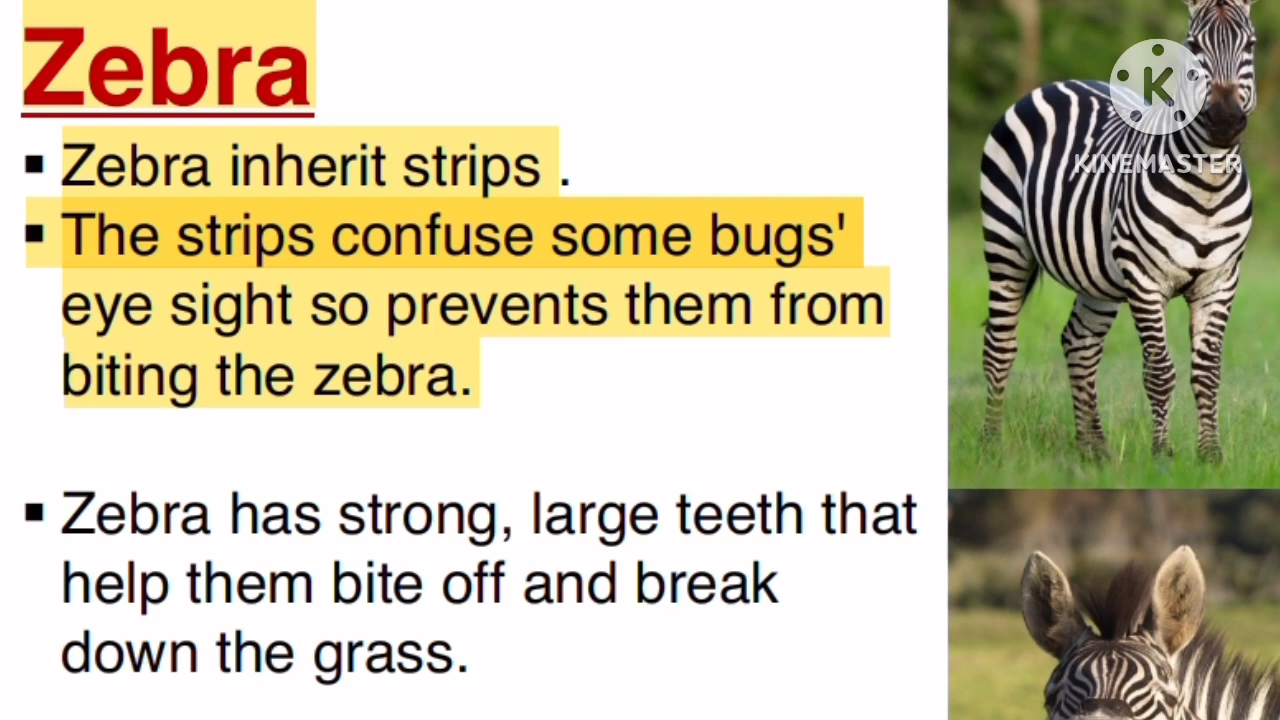 Zebra
▪ Zebra inherit strips .
▪ The strips confuse some bugs'
eye sight so prevents them from
biting the zebra.
▪ Zebra has strong, large teeth that
help them bite off and break
down the grass.
K
KINEMASTER